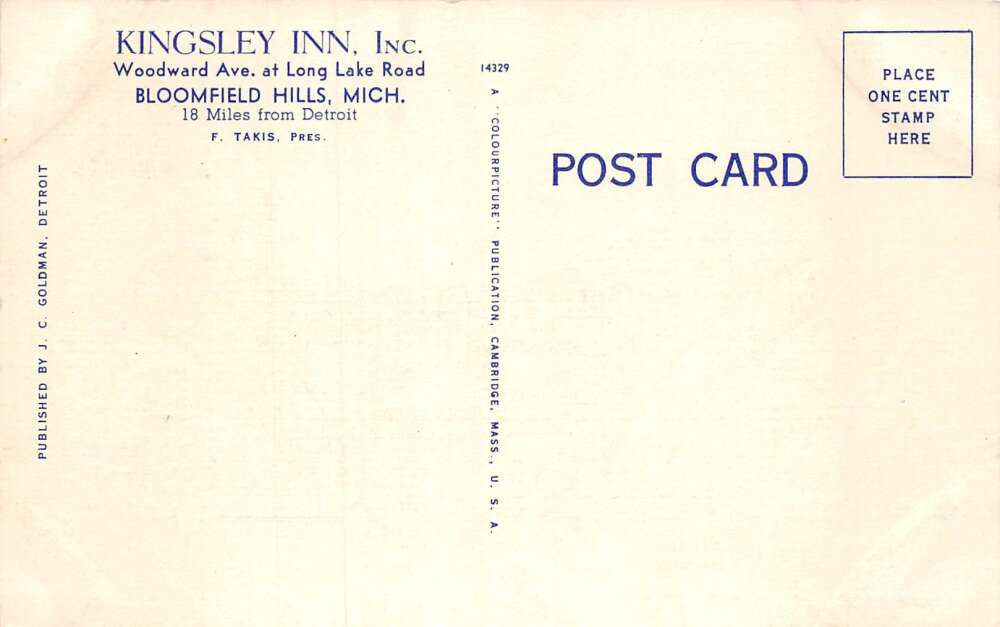 KINGSLEY INN, INC.
Woodward Ave. at Long Lake Road
BLOOMFIELD HILLS, MICH.
18 Miles from Detroit
F. TAKIS, PRES.
PUBLISHED BY J. C. GOLDMAN, DETROIT
14329
A "COLOURPICTURE" PUBLICATION, CAMBRIDGE, MASS., U. S. A.
POST CARD
PLACE
ONE CENT
STAMP
HERE